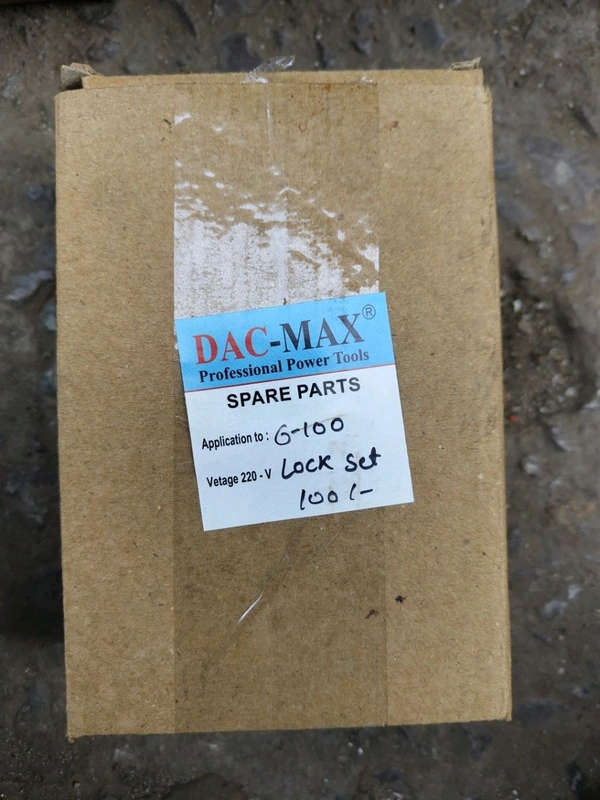 DAC-MAX®
Professional Power Tools
SPARE PARTS
Application to : G-100
Vetage 220 - V Lock Set
100/-